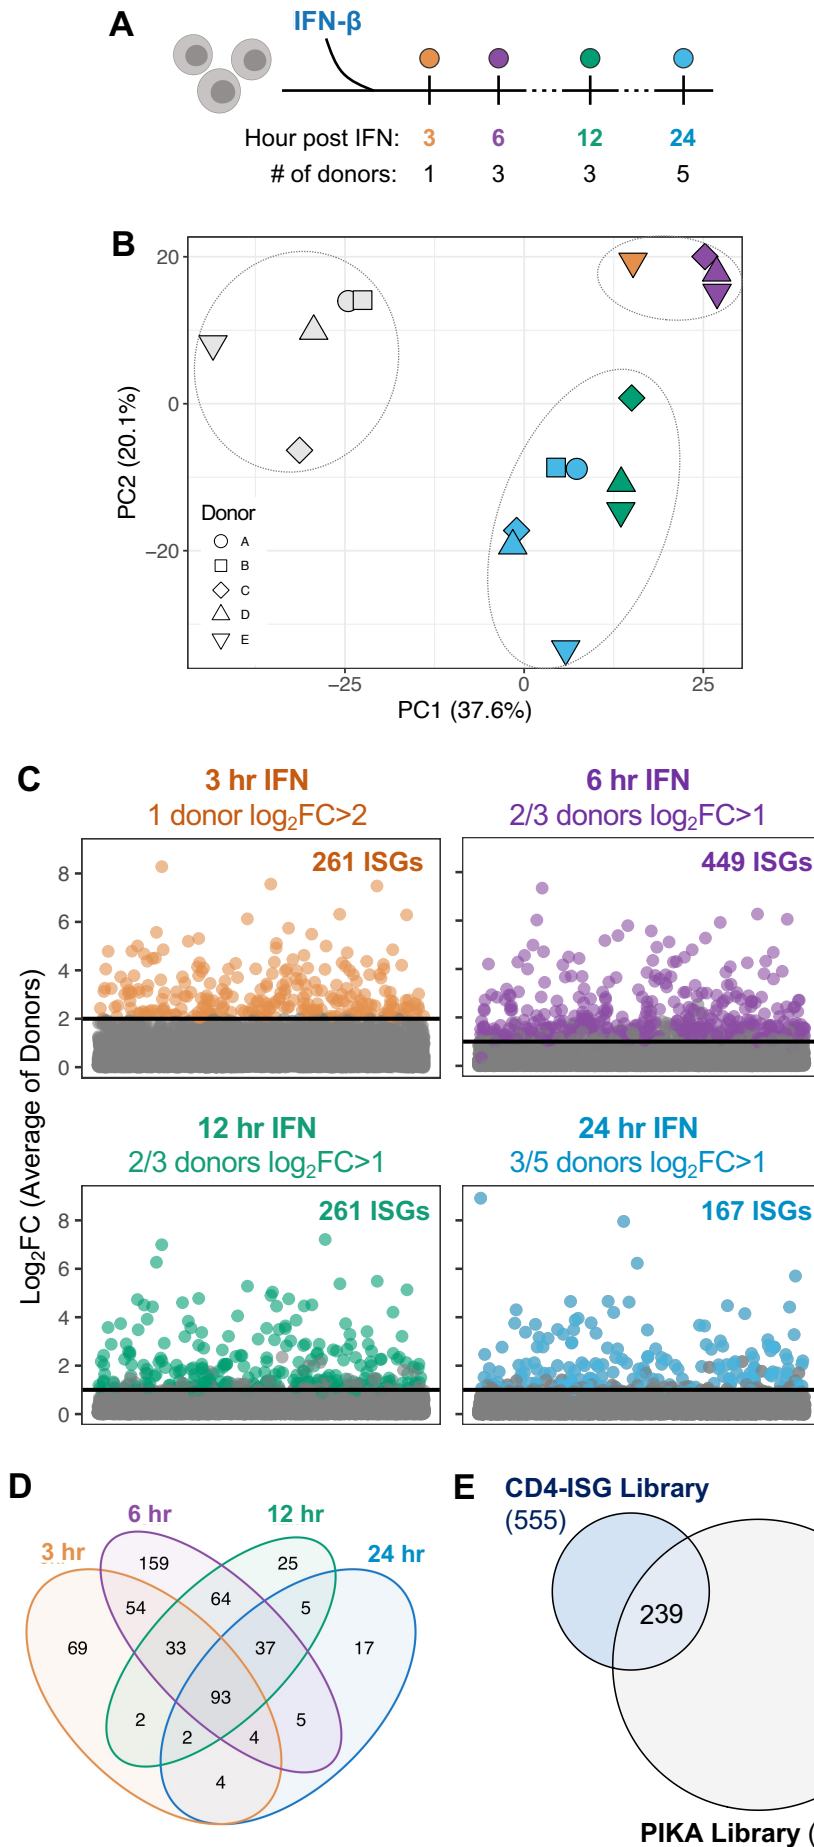 A
IFN-β
Hour post IFN: 3 6 12 24
# of donors: 1 3 3 5
B
20
0
−20
PC2 (20.1%)
Donor
A
B
C
D
E
−25 0 25
PC1 (37.6%)
C
3 hr IFN
1 donor log₂FC>2
261 ISGs
6 hr IFN
2/3 donors log₂FC>1
449 ISGs
8
6
4
2
0
Log₂FC (Average of Donors)
12 hr IFN
2/3 donors log₂FC>1
261 ISGs
24 hr IFN
3/5 donors log₂FC>1
167 ISGs
8
6
4
2
0
D
3 hr
6 hr
12 hr
24 hr
159 25
54 64 5
69 33 37 17
93
2 2 4 5
4
E
CD4-ISG Library
(555)
239
PIKA Library (